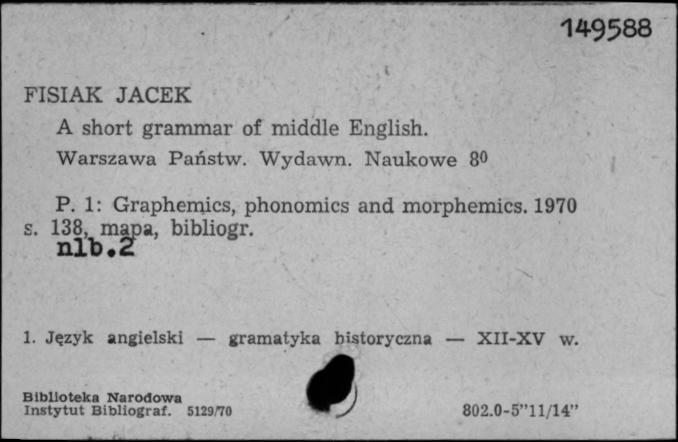 149588
FISIAK JACEK
A short grammar of middle English.
Warszawa Państw. Wydawn. Naukowe 8⁰
P. 1: Graphemics, phonomics and morphemics. 1970
s. 138, mapa, bibliogr.
nlb.2
1. Język angielski — gramatyka historyczna — XII-XV w.
Biblioteka Narodowa
Instytut Bibliograf. 5129/70
802.0-5"11/14"